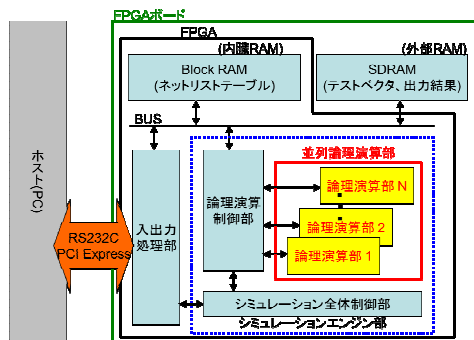 FPGAボード
FPGA
(内臓RAM)
(外部RAM)
Block RAM
(ネットリストテーブル)
SDRAM
(テストベクタ、出力結果)
BUS
ホスト(PC)
RS232C
PCI Express
入出力
処理部
論理演算
制御部
並列論理演算部
論理演算部 N
論理演算部 2
論理演算部 1
シミュレーション全体制御部
シミュレーションエンジン部